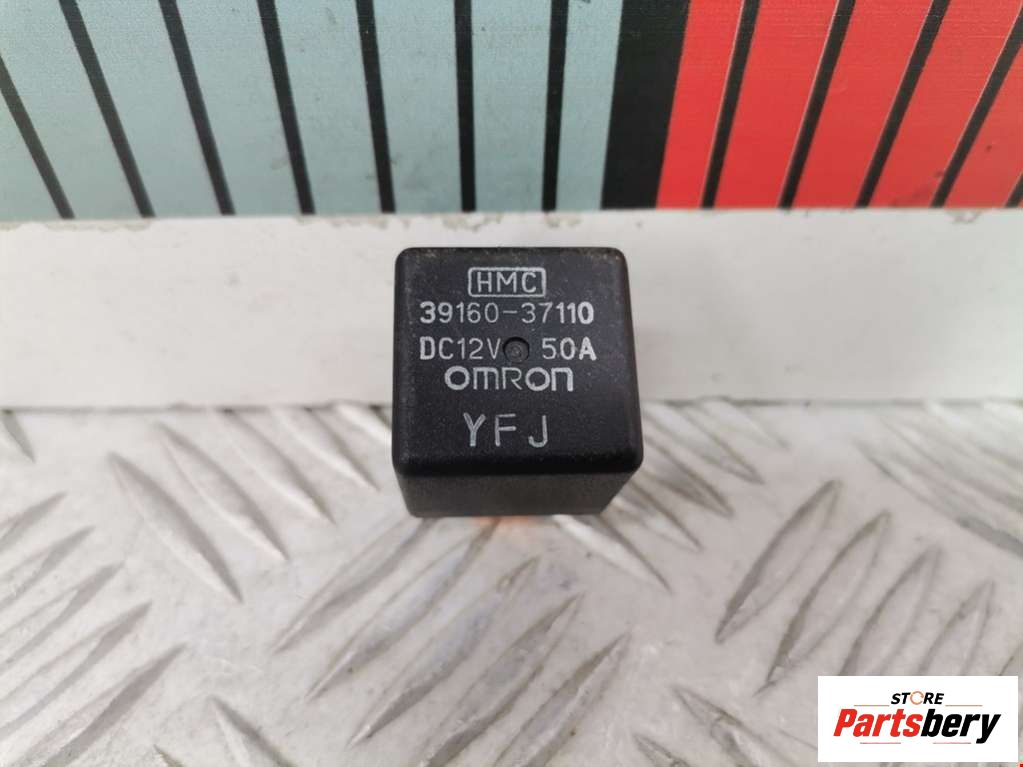 HMC
39160-37110
DC12V 50A
omron
YFJ
STORE
Partsbery